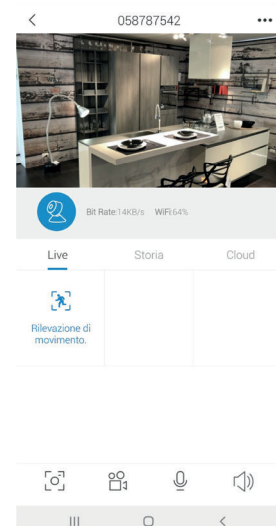 058787542
Bit Rate:14KB/s WiFi:64%
Live Storia Cloud
Rilevazione di
movimento.